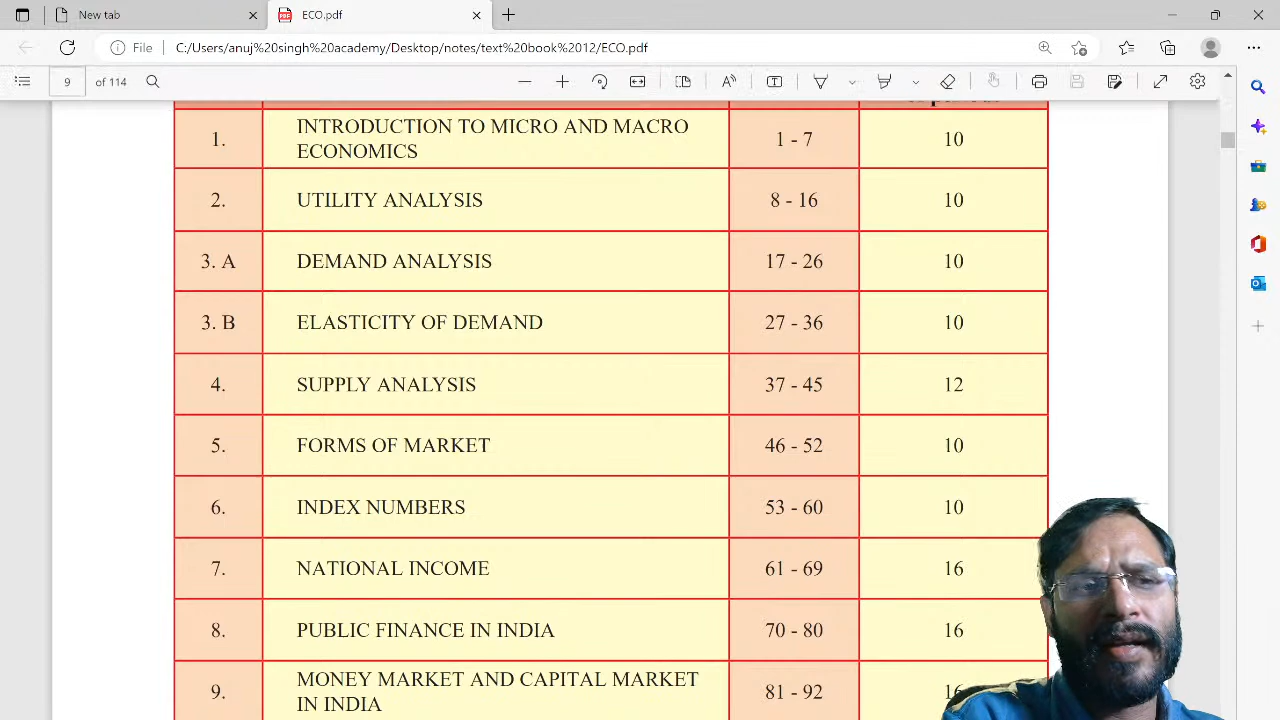 New tab
ECO.pdf
File C:/Users/anuj%20singh%20academy/Desktop/notes/text%20book%2012/ECO.pdf
9 of 114
1. INTRODUCTION TO MICRO AND MACRO ECONOMICS 1 - 7 10
2. UTILITY ANALYSIS 8 - 16 10
3. A DEMAND ANALYSIS 17 - 26 10
3. B ELASTICITY OF DEMAND 27 - 36 10
4. SUPPLY ANALYSIS 37 - 45 12
5. FORMS OF MARKET 46 - 52 10
6. INDEX NUMBERS 53 - 60 10
7. NATIONAL INCOME 61 - 69 16
8. PUBLIC FINANCE IN INDIA 70 - 80 16
9. MONEY MARKET AND CAPITAL MARKET IN INDIA 81 - 92 16